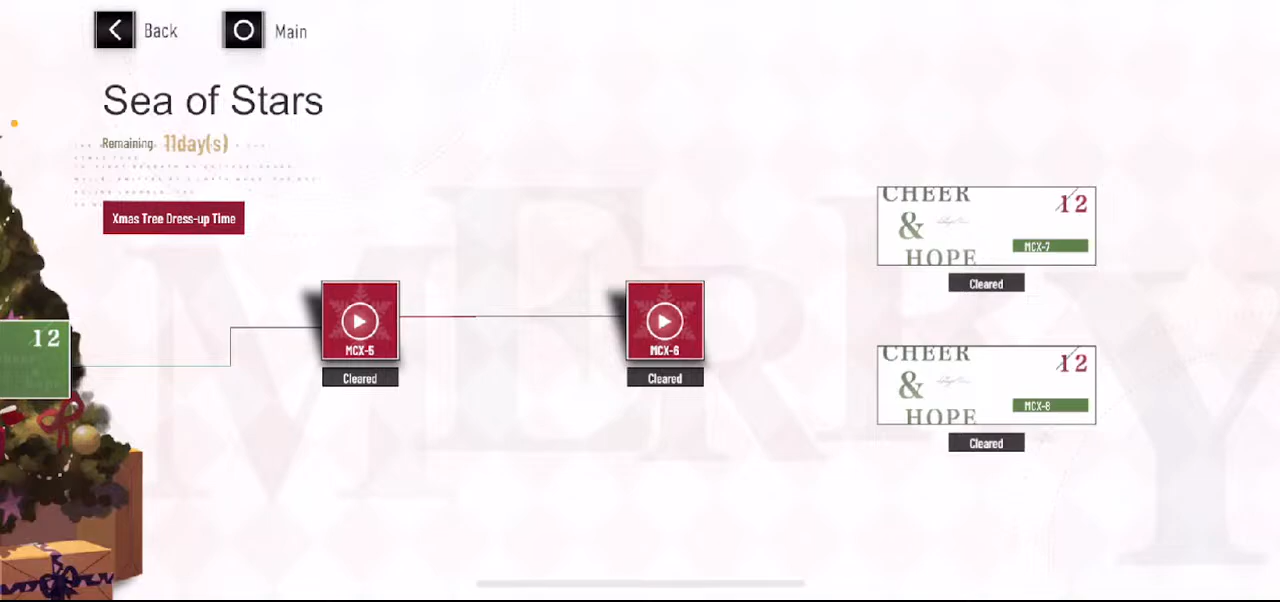 Back
Main
Sea of Stars
Remaining 11day(s)
Xmas Tree Dress-up Time
12
MCX-5
Cleared
MCX-6
Cleared
CHEER
&
HOPE
12
MCX-7
Cleared
CHEER
&
HOPE
12
MCX-8
Cleared
MERRY